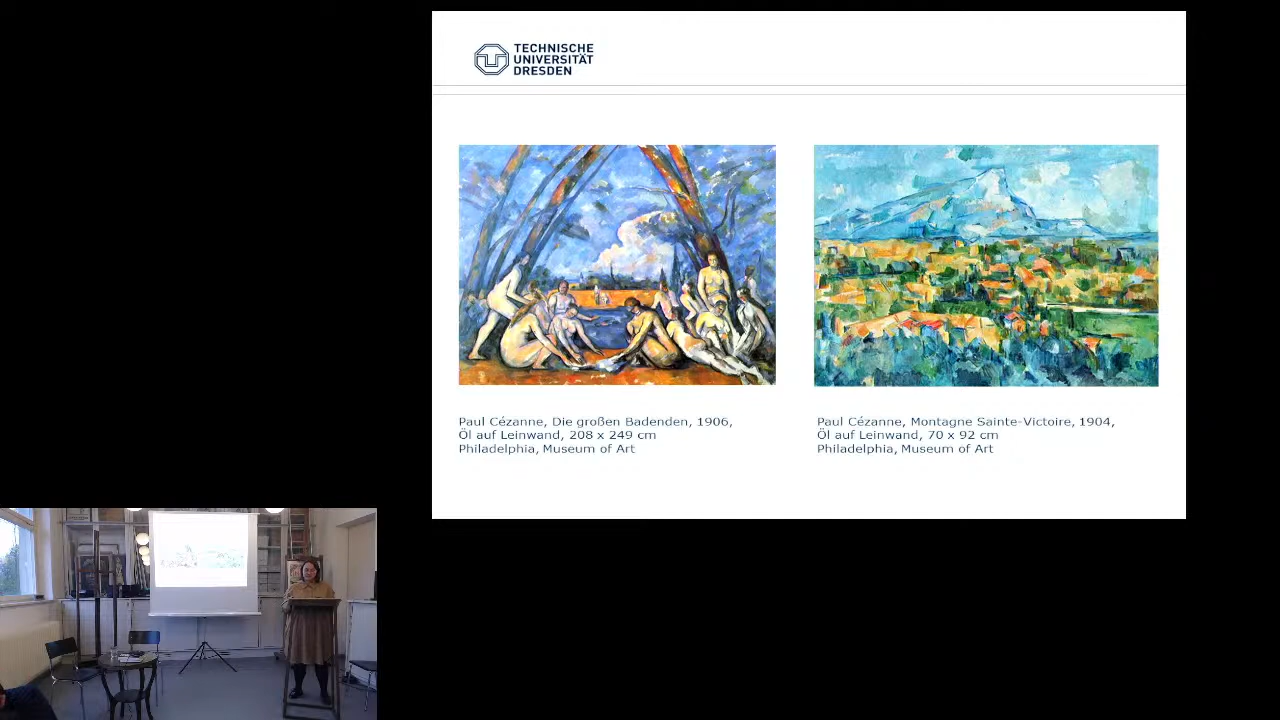 TECHNISCHE
UNIVERSITÄT
DRESDEN
Paul Cézanne, Die großen Badenden, 1906,
Öl auf Leinwand, 208 x 249 cm
Philadelphia, Museum of Art
Paul Cézanne, Montagne Sainte-Victoire, 1904,
Öl auf Leinwand, 70 x 92 cm
Philadelphia, Museum of Art